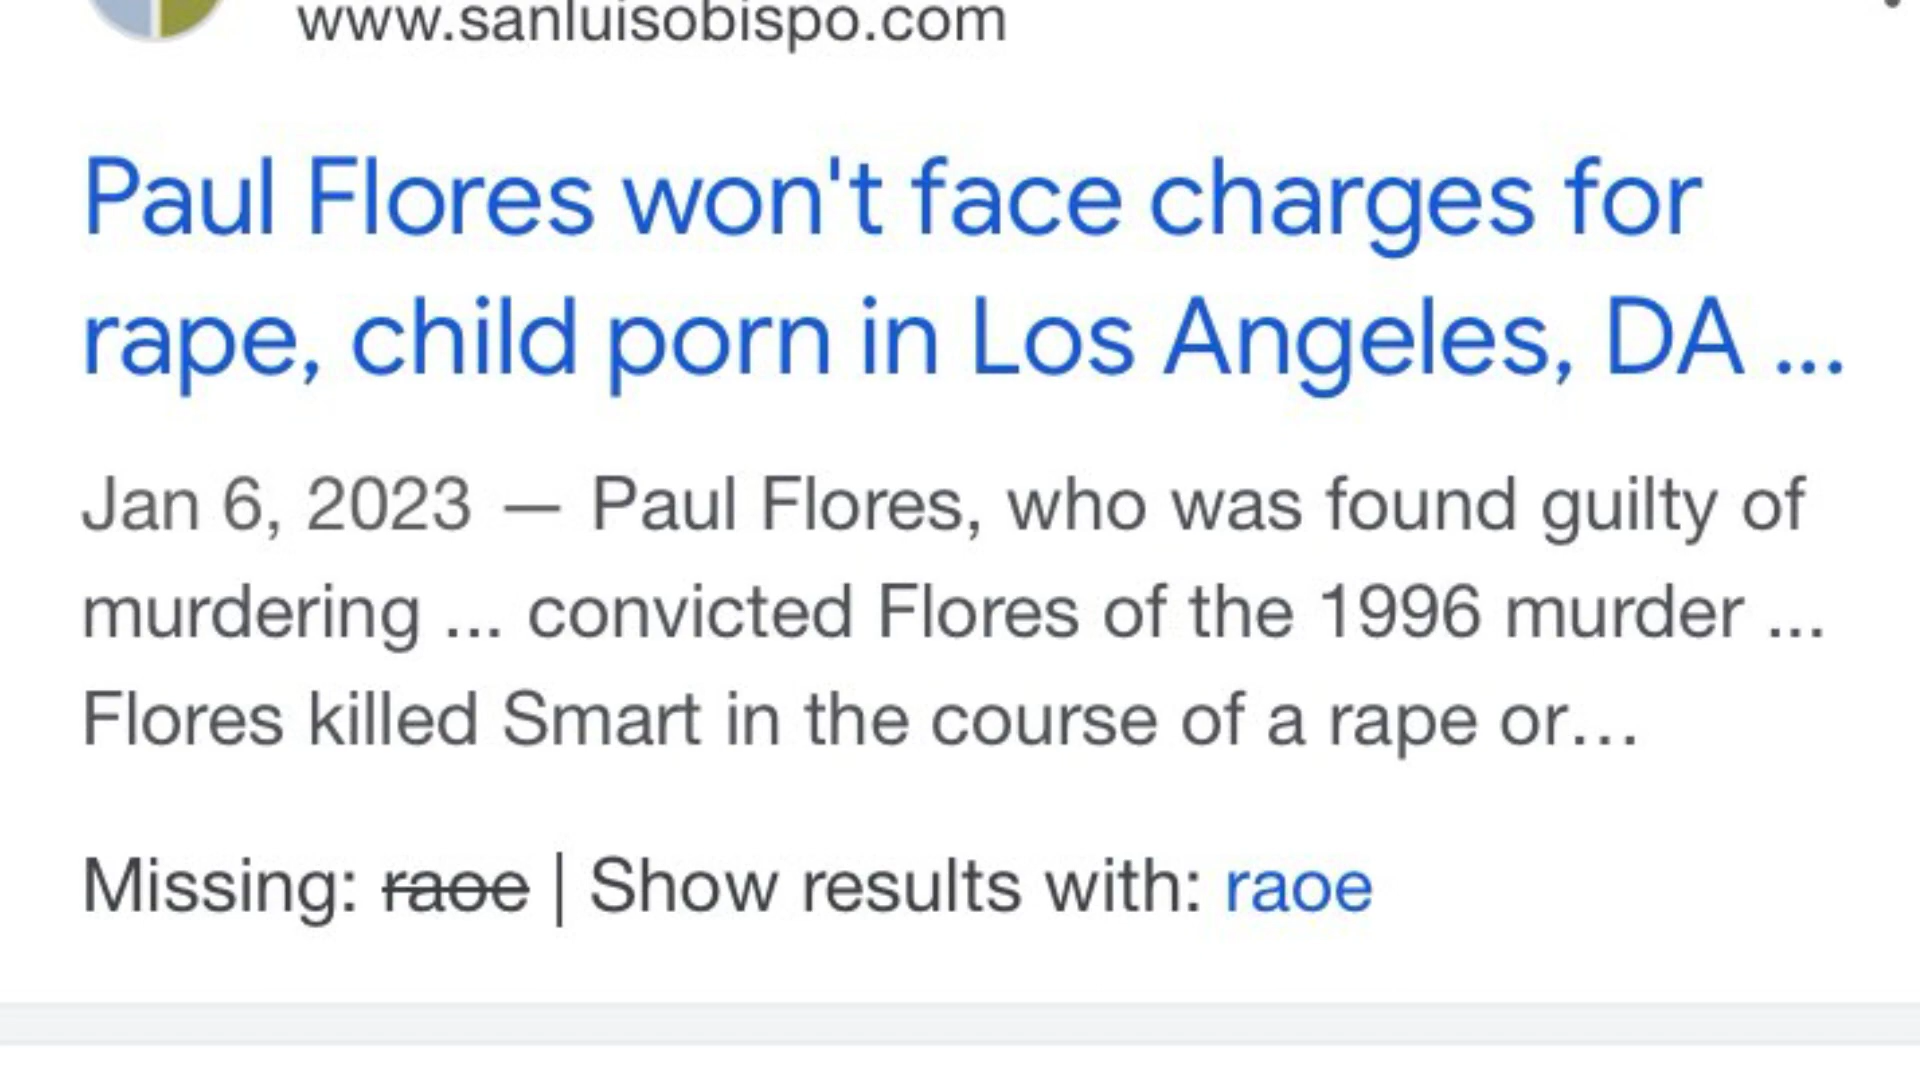 www.sanluisobispo.com
Paul Flores won't face charges for
rape, child porn in Los Angeles, DA ...
Jan 6, 2023 — Paul Flores, who was found guilty of
murdering ... convicted Flores of the 1996 murder ...
Flores killed Smart in the course of a rape or...
Missing: raoe | Show results with: raoe